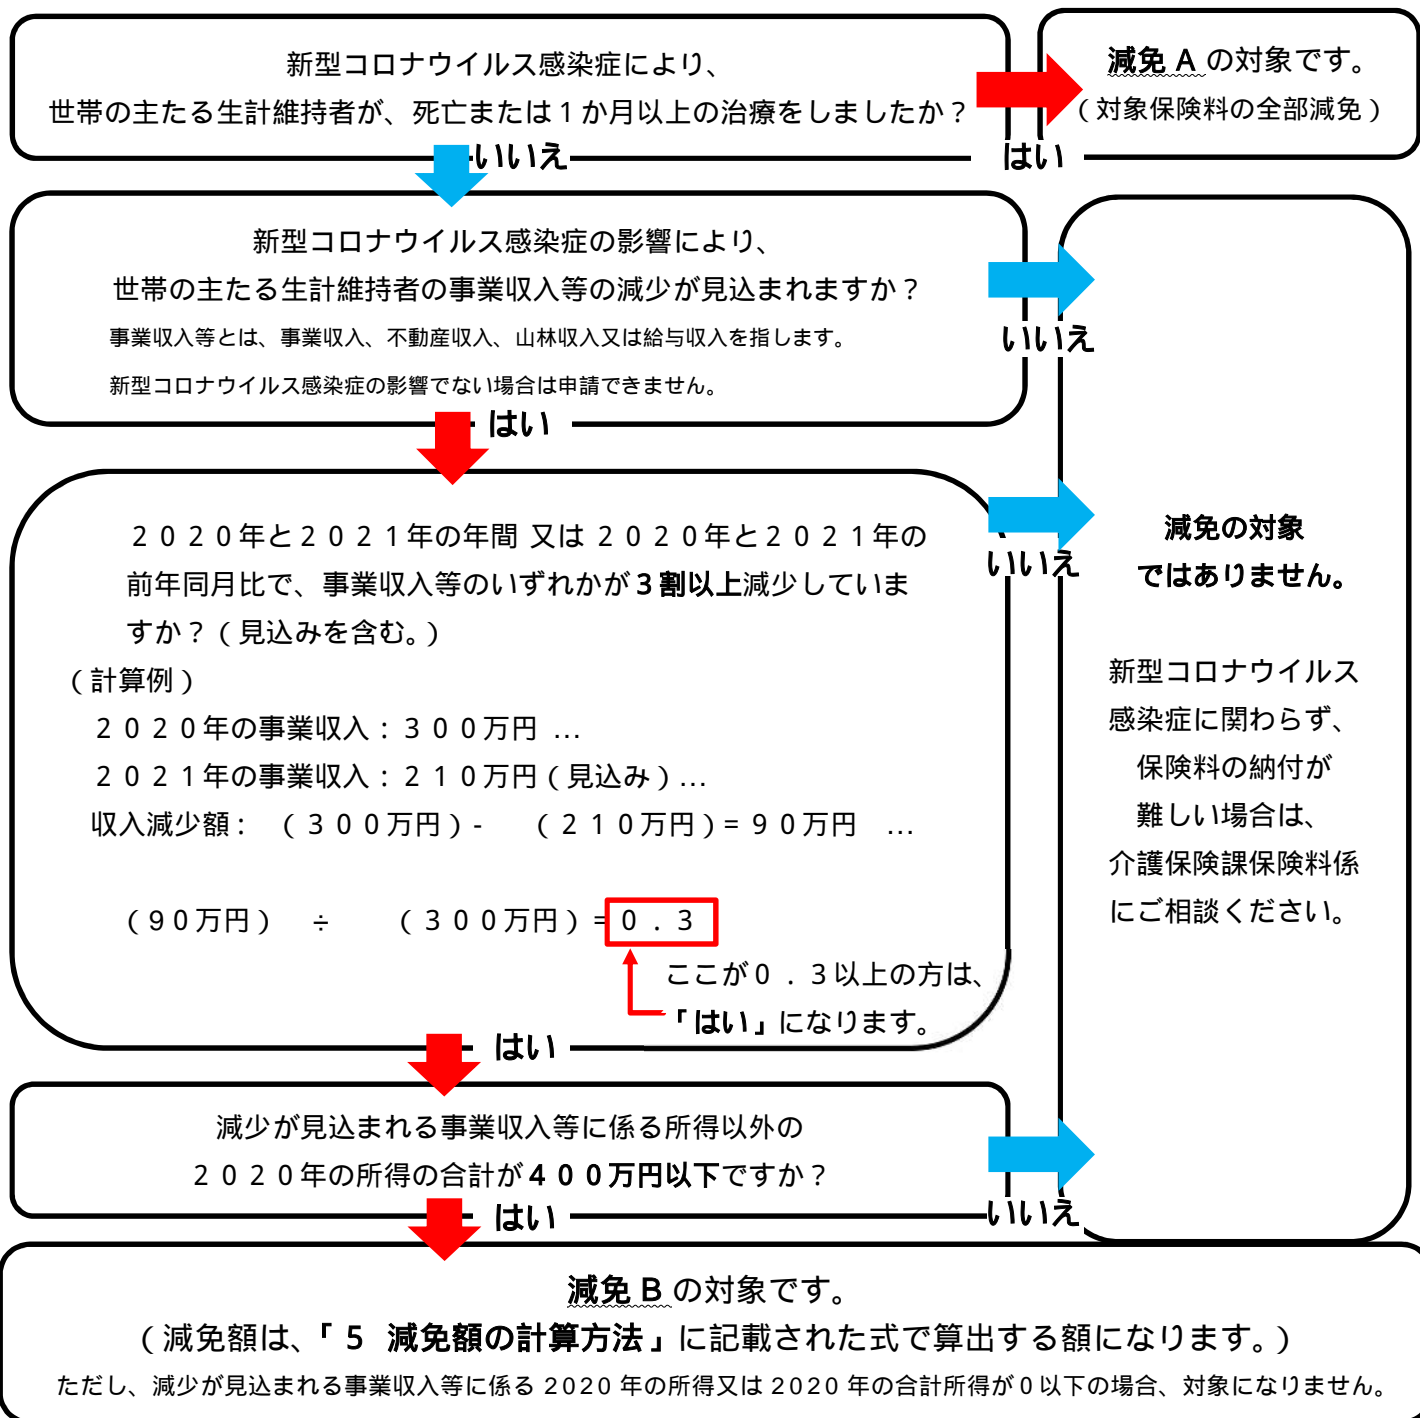 新型コロナウイルス感染症により、
世帯の主たる生計維持者が、死亡または1か月以上の治療をしましたか？
はい
減免 A の対象です。
（対象保険料の全部減免）
いいえ
新型コロナウイルス感染症の影響により、
世帯の主たる生計維持者の事業収入等の減少が見込まれますか？
事業収入等とは、事業収入、不動産収入、山林収入又は給与収入を指します。
新型コロナウイルス感染症の影響でない場合は申請できません。
いいえ
はい
２０２０年と２０２１年の年間 又は ２０２０年と２０２１年の
前年同月比で、事業収入等のいずれかが３割以上減少していま
すか？（見込みを含む。）
（計算例）
２０２０年の事業収入：３００万円 …
２０２１年の事業収入：２１０万円（見込み）…
収入減少額： （３００万円）- （２１０万円）= ９０万円 …
（９０万円） ÷ （３００万円）= ０．３
ここが０．３以上の方は、
「はい」になります。
いいえ
はい
減少が見込まれる事業収入等に係る所得以外の
２０２０年の所得の合計が４００万円以下ですか？
いいえ
はい
減免の対象
ではありません。
新型コロナウイルス
感染症に関わらず、
保険料の納付が
難しい場合は、
介護保険課保険料係
にご相談ください。
減免 B の対象です。
（減免額は、「５ 減免額の計算方法」に記載された式で算出する額になります。）
ただし、減少が見込まれる事業収入等に係る 2020 年の所得又は 2020 年の合計所得が０以下の場合、対象になりません。